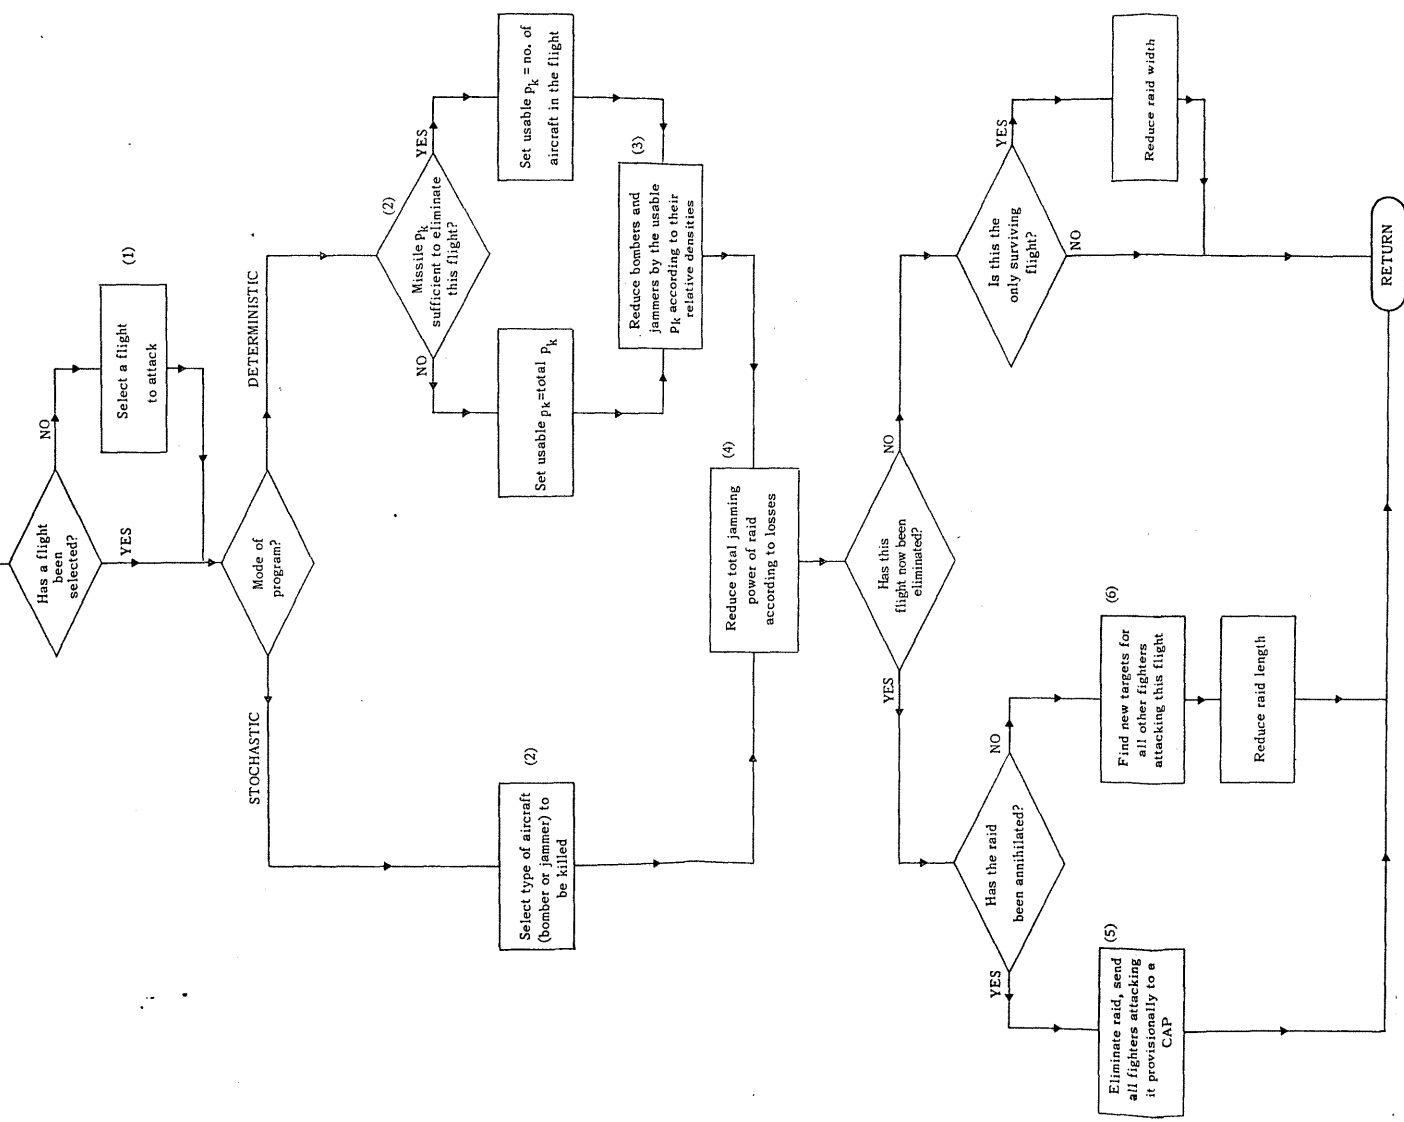 Has a flight
been
selected?
NO
YES
(1)
Select a flight
to attack
Mode of
program?
STOCHASTIC
DETERMINISTIC
(2)
Missile Pk
sufficient to eliminate
this flight?
NO
YES
Set usable pk=total pk
Set usable pk = no. of
aircraft in the flight
(3)
Reduce bombers and
jammers by the usable
Pk according to their
relative densities
(2)
Select type of aircraft
(bomber or jammer) to
be killed
(4)
Reduce total jamming
power of raid
according to losses
Has this
flight now been
eliminated?
YES
NO
Has the raid
been annihilated?
YES
NO
(5)
Eliminate raid, send
all fighters attacking
it provisionally to a
CAP
(6)
Find new targets for
all other fighters
attacking this flight
Reduce raid length
Is this the
only surviving
flight?
YES
NO
Reduce raid width
RETURN